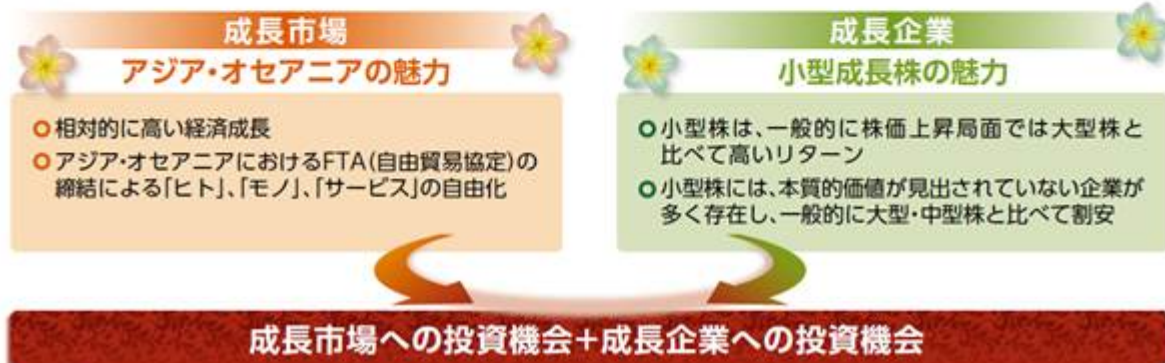 成長市場
アジア・オセアニアの魅力
相対的に高い経済成長
アジア・オセアニアにおけるFTA(自由貿易協定)の
締結による「ヒト」、「モノ」、「サービス」の自由化
成長企業
小型成長株の魅力
小型株は、一般的に株価上昇局面では大型株と
比べて高いリターン
小型株には、本質的価値が見出されていない企業が
多く存在し、一般的に大型・中型株と比べて割安
成長市場への投資機会+成長企業への投資機会